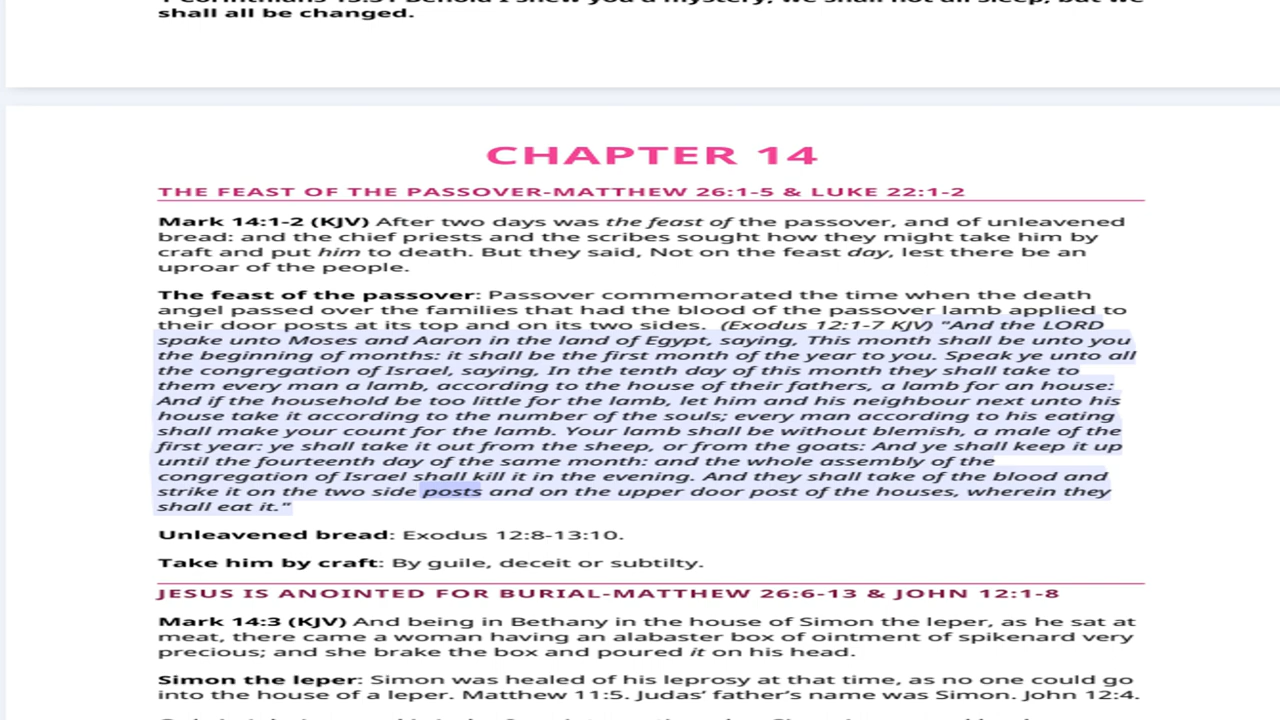 shall all be changed.
CHAPTER 14
THE FEAST OF THE PASSOVER-MATTHEW 26:1-5 & LUKE 22:1-2
Mark 14:1-2 (KJV) After two days was the feast of the passover, and of unleavened
bread: and the chief priests and the scribes sought how they might take him by
craft and put him to death. But they said, Not on the feast day, lest there be an
uproar of the people.
The feast of the passover: Passover commemorated the time when the death
angel passed over the families that had the blood of the passover lamb applied to
their door posts at its top and on its two sides. (Exodus 12:1-7 KJV) "And the LORD
spake unto Moses and Aaron in the land of Egypt, saying, This month shall be unto you
the beginning of months: it shall be the first month of the year to you. Speak ye unto all
the congregation of Israel, saying, In the tenth day of this month they shall take to
them every man a lamb, according to the house of their fathers, a lamb for an house:
And if the household be too little for the lamb, let him and his neighbour next unto his
house take it according to the number of the souls; every man according to his eating
shall make your count for the lamb. Your lamb shall be without blemish, a male of the
first year: ye shall take it out from the sheep, or from the goats: And ye shall keep it up
until the fourteenth day of the same month: and the whole assembly of the
congregation of Israel shall kill it in the evening. And they shall take of the blood and
strike it on the two side posts and on the upper door post of the houses, wherein they
shall eat it."
Unleavened bread: Exodus 12:8-13:10.
Take him by craft: By guile, deceit or subtilty.
JESUS IS ANOINTED FOR BURIAL-MATTHEW 26:6-13 & JOHN 12:1-8
Mark 14:3 (KJV) And being in Bethany in the house of Simon the leper, as he sat at
meat, there came a woman having an alabaster box of ointment of spikenard very
precious; and she brake the box and poured it on his head.
Simon the leper: Simon was healed of his leprosy at that time, as no one could go
into the house of a leper. Matthew 11:5. Judas’ father’s name was Simon. John 12:4.